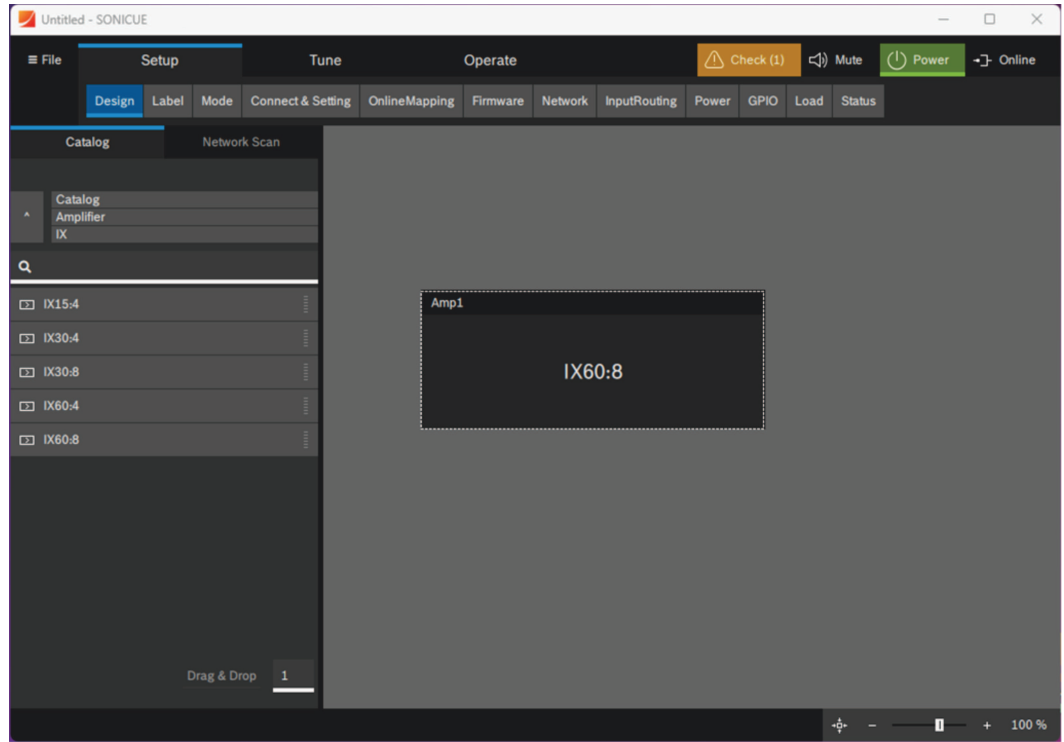 Untitled - SONICUE
File Setup Tune Operate Check (1) Mute Power Online
Design Label Mode Connect & Setting OnlineMapping Firmware Network InputRouting Power GPIO Load Status
Catalog Network Scan
Catalog
Amplifier
IX
IX15:4
IX30:4
IX30:8
IX60:4
IX60:8
Amp1
IX60:8
Drag & Drop 1
100 %